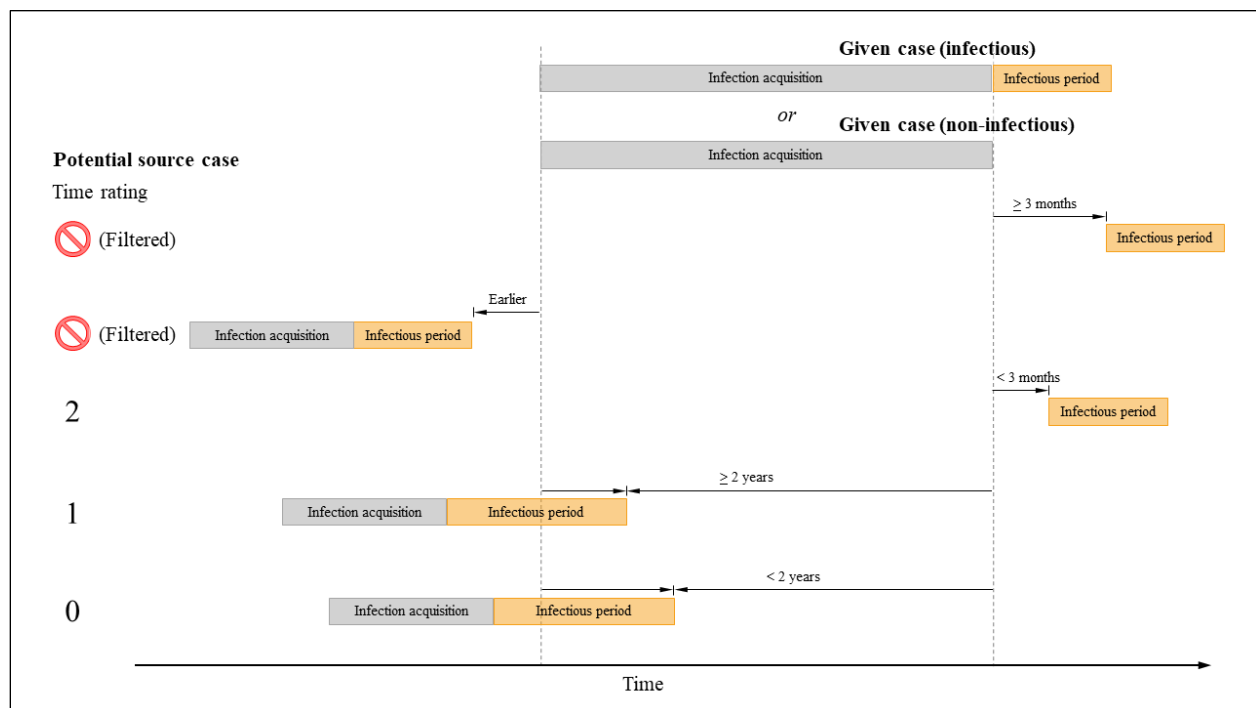 Given case (infectious)
Infection acquisition
Infectious period
or
Given case (non-infectious)
Infection acquisition
Potential source case
Time rating
≥ 3 months
(Filtered)
Infectious period
Earlier
(Filtered)
Infection acquisition
Infectious period
< 3 months
2
Infectious period
≥ 2 years
1
Infection acquisition
Infectious period
< 2 years
0
Infection acquisition
Infectious period
Time